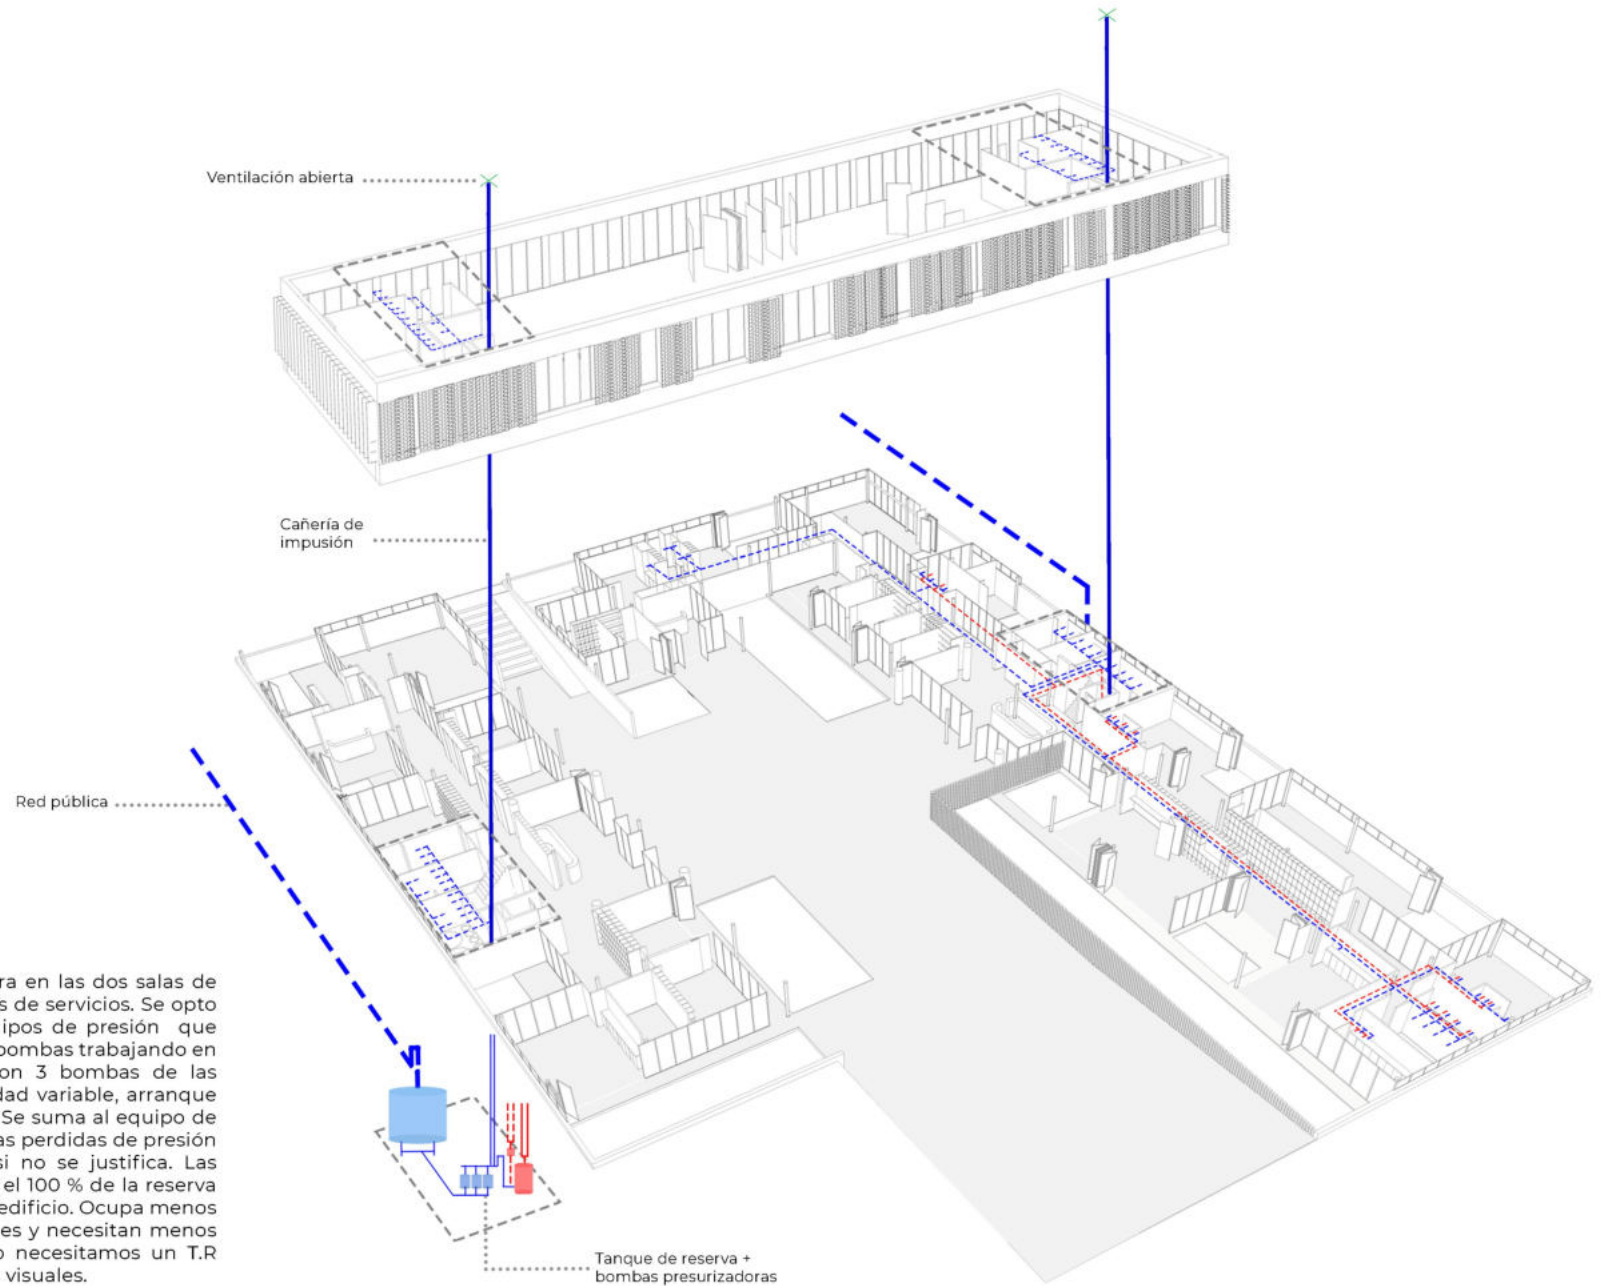 Ventilación abierta
Cañería de
impusión
Red pública
ra en las dos salas de
s de servicios. Se opto
ipos de presión que
bombas trabajando en
on 3 bombas de las
dad variable, arranque
Se suma al equipo de
as perdidas de presión
si no se justifica. Las
el 100 % de la reserva
edificio. Ocupa menos
es y necesitan menos
o necesitamos un T.R
visuales.
Tanque de reserva +
bombas presurizadoras